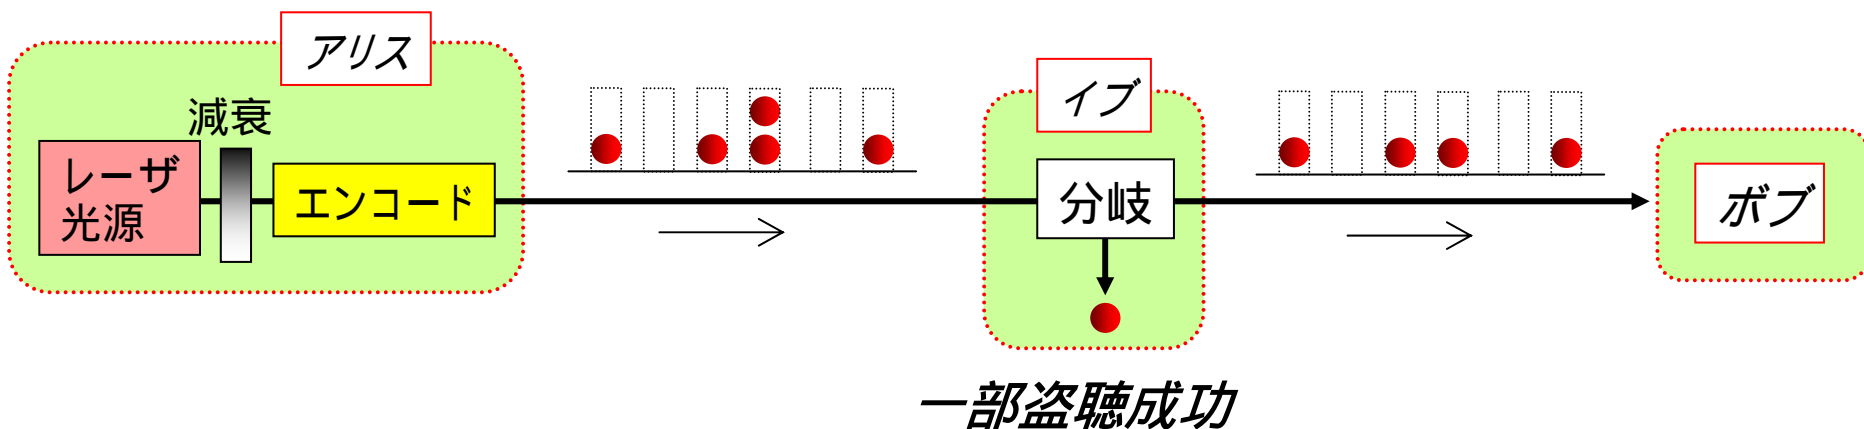 アリス
減衰
レーザ
光源
エンコード
イブ
分岐
ボブ
一部盗聴成功